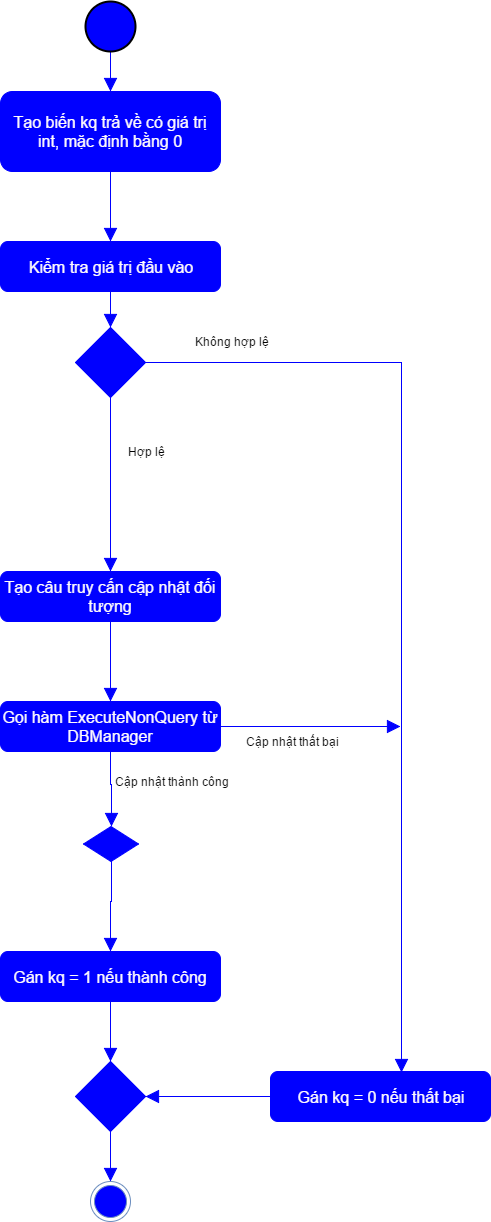 Tạo biến kq trả về có giá trị
int, mặc định bằng 0
Kiểm tra giá trị đầu vào
Không hợp lệ
Hợp lệ
Tạo câu truy cấn cập nhật đối
tượng
Gọi hàm ExecuteNonQuery từ
DBManager
Cập nhật thất bại
Cập nhật thành công
Gán kq = 1 nếu thành công
Gán kq = 0 nếu thất bại